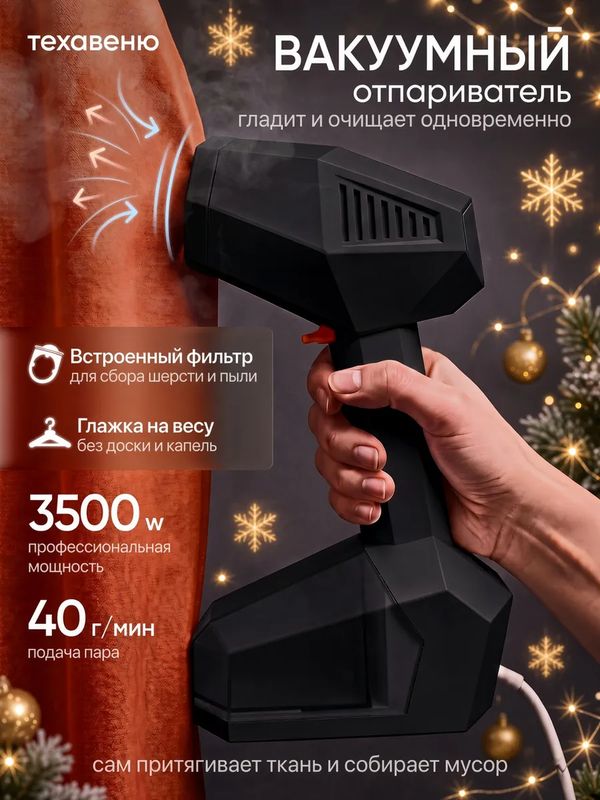 техавеню
ВАКУУМНЫЙ
отпариватель
гладит и очищает одновременно
Встроенный фильтр
для сбора шерсти и пыли
Глажка на весу
без доски и капель
3500 w
профессиональная
мощность
40 г/мин
подача пара
сам притягивает ткань и собирает мусор